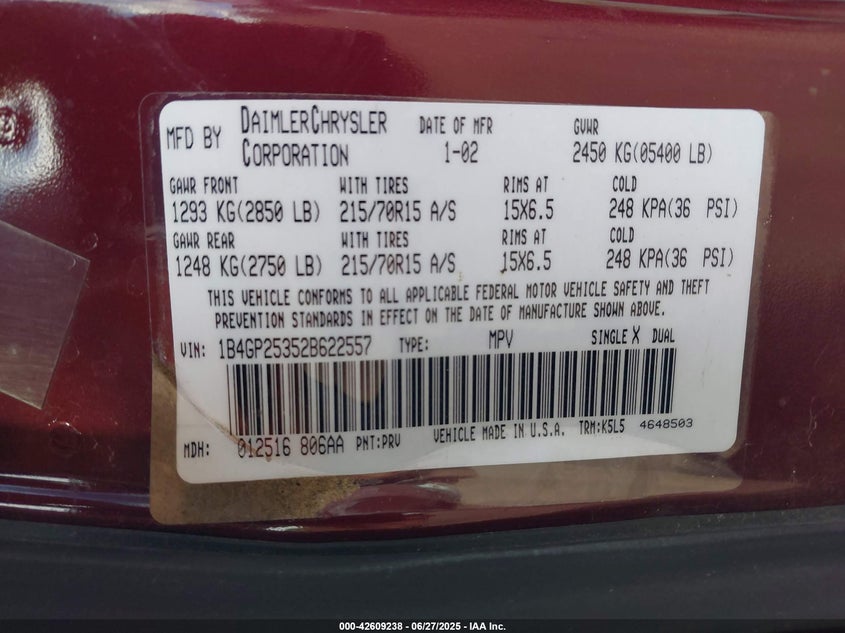 MFD BY DAIMLERCHRYSLER CORPORATION DATE OF MFR 1-02 GVWR 2450 KG(05400 LB)
GAWR FRONT WITH TIRES RIMS AT COLD
1293 KG(2850 LB) 215/70R15 A/S 15X6.5 248 KPA(36 PSI)
GAWR REAR WITH TIRES RIMS AT COLD
1248 KG(2750 LB) 215/70R15 A/S 15X6.5 248 KPA(36 PSI)
THIS VEHICLE CONFORMS TO ALL APPLICABLE FEDERAL MOTOR VEHICLE SAFETY AND THEFT
PREVENTION STANDARDS IN EFFECT ON THE DATE OF MANUFACTURE SHOWN ABOVE.
VIN: 1B4GP25352B622557 TYPE: MPV SINGLE X DUAL
MDH: 012516 806AA PNT:PRV VEHICLE MADE IN U.S.A. TRM:K5L5 4648503
000-42609238 - 06/27/2025 - IAA Inc.